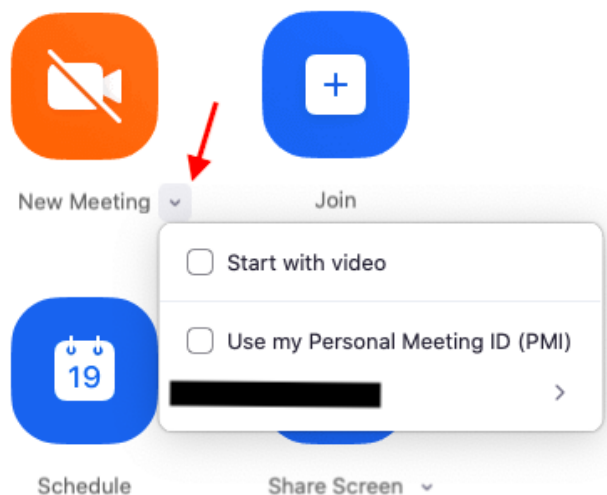 New Meeting
Join
Start with video
Use my Personal Meeting ID (PMI)
19
Schedule
Share Screen